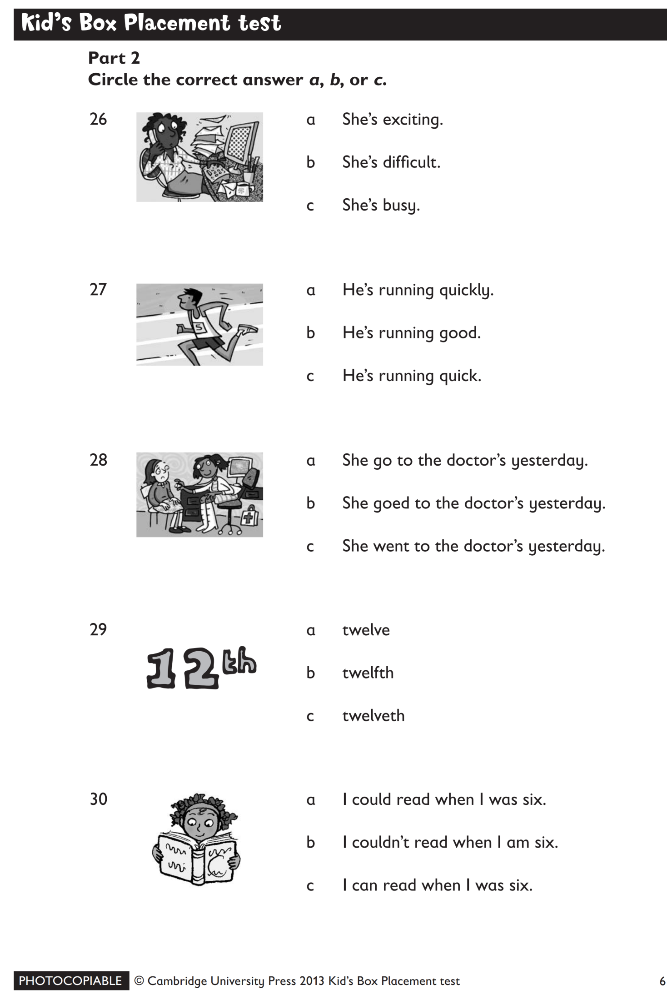 Kid's Box Placement test
Part 2
Circle the correct answer a, b, or c.
26
a She's exciting.
b She's difficult.
c She's busy.
27
5
a He's running quickly.
b He's running good.
c He's running quick.
28
a She go to the doctor's yesterday.
b She goed to the doctor's yesterday.
c She went to the doctor's yesterday.
29
12th
a twelve
b twelfth
c twelveth
30
a I could read when I was six.
b I couldn't read when I am six.
c I can read when I was six.
PHOTOCOPIABLE © Cambridge University Press 2013 Kid's Box Placement test 6